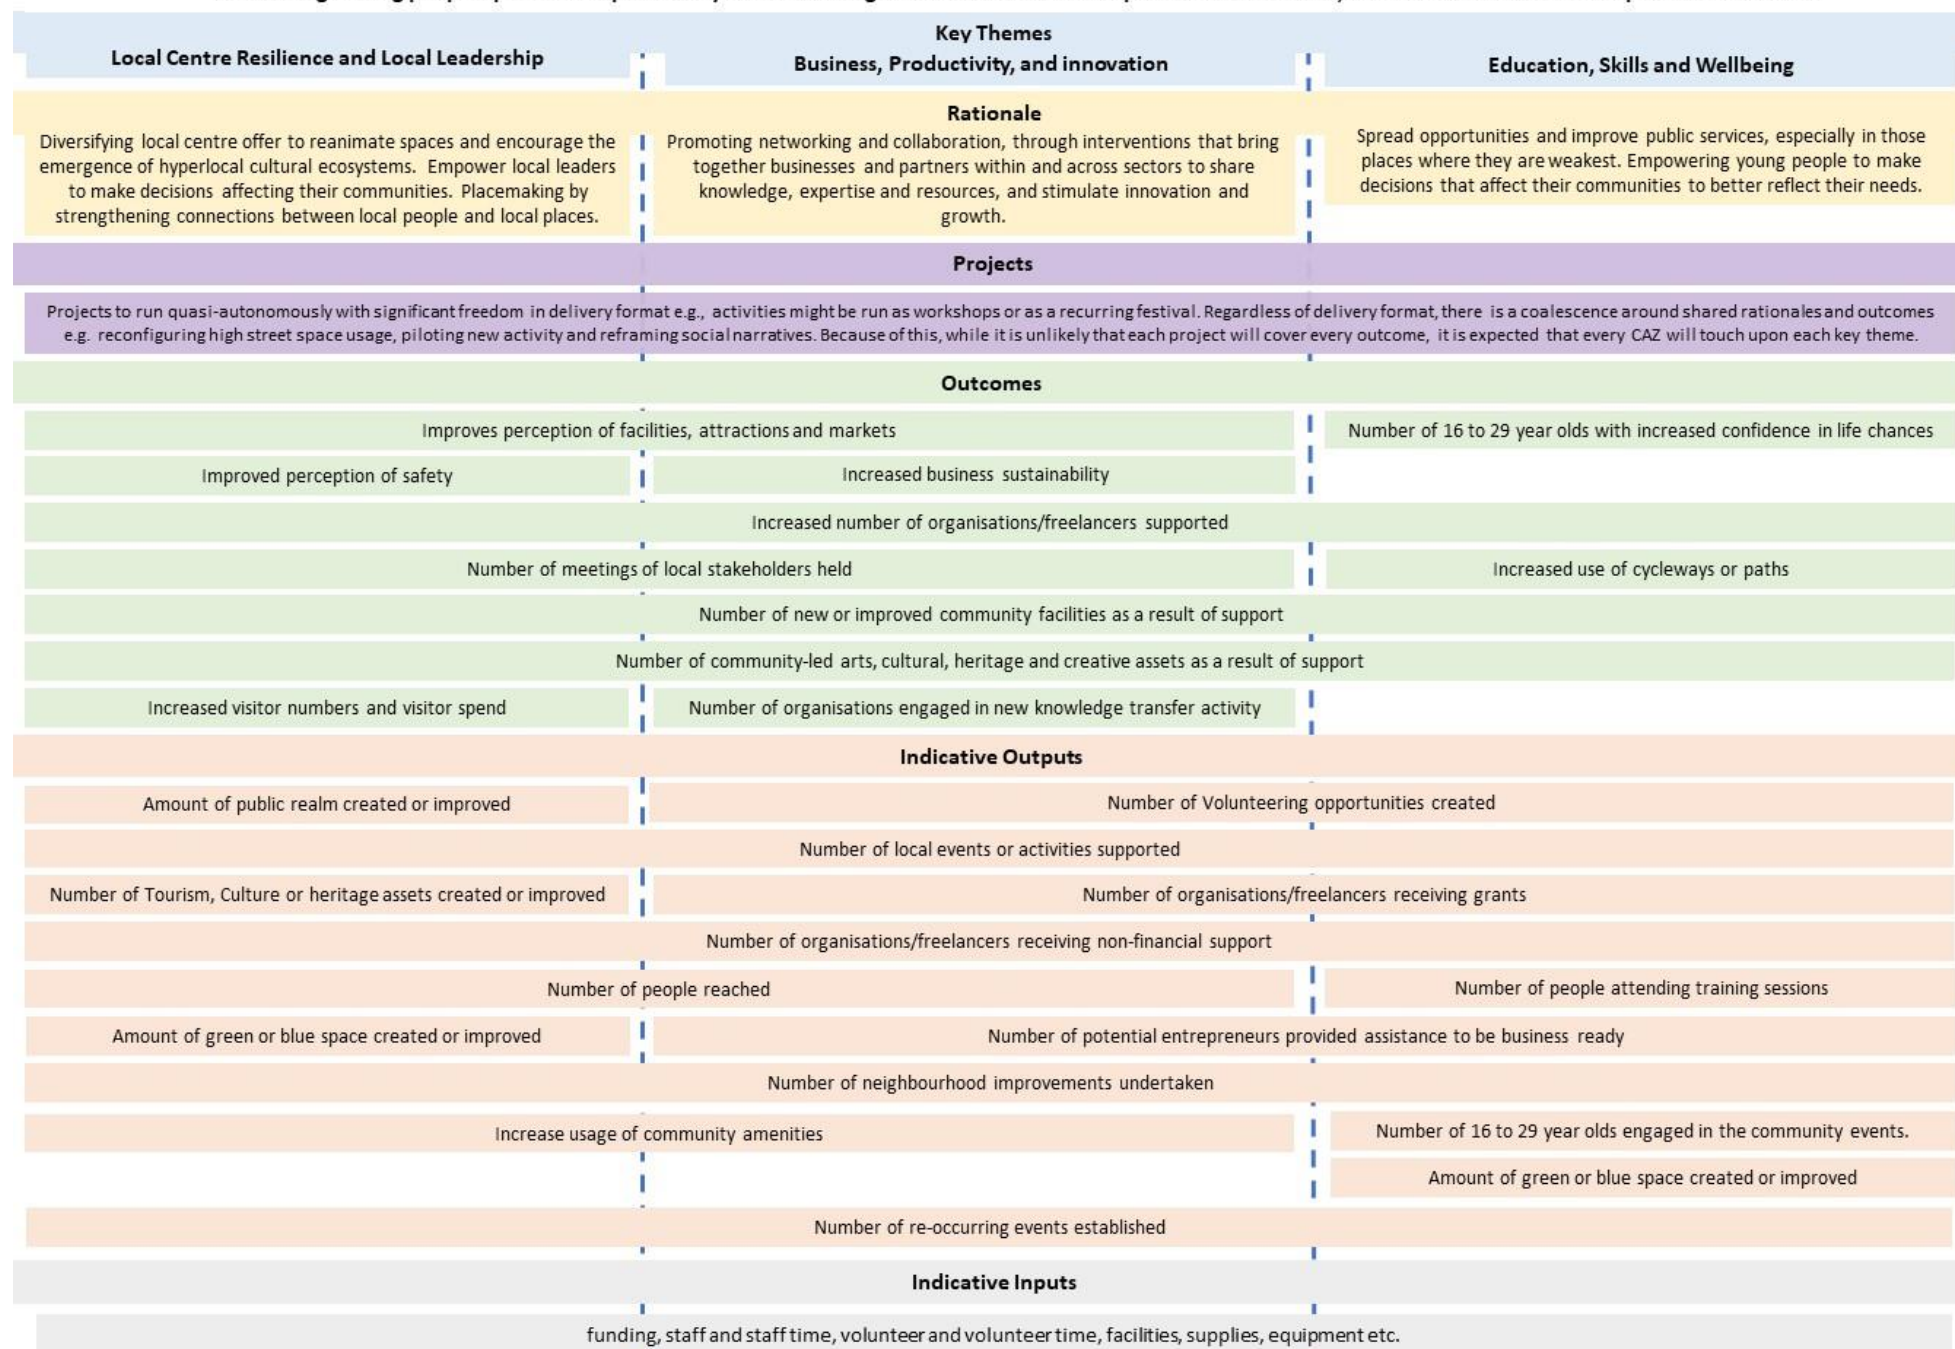 Key Themes
Local Centre Resilience and Local Leadership
Business, Productivity, and innovation
Education, Skills and Wellbeing
Rationale
Diversifying local centre offer to reanimate spaces and encourage the
emergence of hyperlocal cultural ecosystems. Empower local leaders
to make decisions affecting their communities. Placemaking by
strengthening connections between local people and local places.
Promoting networking and collaboration, through interventions that bring
together businesses and partners within and across sectors to share
knowledge, expertise and resources, and stimulate innovation and
growth.
Spread opportunities and improve public services, especially in those
places where they are weakest. Empowering young people to make
decisions that affect their communities to better reflect their needs.
Projects
Projects to run quasi-autonomously with significant freedom in delivery format e.g., activities might be run as workshops or as a recurring festival. Regardless of delivery format, there is a coalescence around shared rationales and outcomes
e.g. reconfiguring high street space usage, piloting new activity and reframing social narratives. Because of this, while it is unlikely that each project will cover every outcome, it is expected that every CAZ will touch upon each key theme.
Outcomes
Improves perception of facilities, attractions and markets
Number of 16 to 29 year olds with increased confidence in life chances
Improved perception of safety
Increased business sustainability
Increased number of organisations/freelancers supported
Number of meetings of local stakeholders held
Increased use of cycleways or paths
Number of new or improved community facilities as a result of support
Number of community-led arts, cultural, heritage and creative assets as a result of support
Increased visitor numbers and visitor spend
Number of organisations engaged in new knowledge transfer activity
Indicative Outputs
Amount of public realm created or improved
Number of Volunteering opportunities created
Number of local events or activities supported
Number of Tourism, Culture or heritage assets created or improved
Number of organisations/freelancers receiving grants
Number of organisations/freelancers receiving non-financial support
Number of people reached
Number of people attending training sessions
Amount of green or blue space created or improved
Number of potential entrepreneurs provided assistance to be business ready
Number of neighbourhood improvements undertaken
Increase usage of community amenities
Number of 16 to 29 year olds engaged in the community events.
Amount of green or blue space created or improved
Number of re-occurring events established
Indicative Inputs
funding, staff and staff time, volunteer and volunteer time, facilities, supplies, equipment etc.